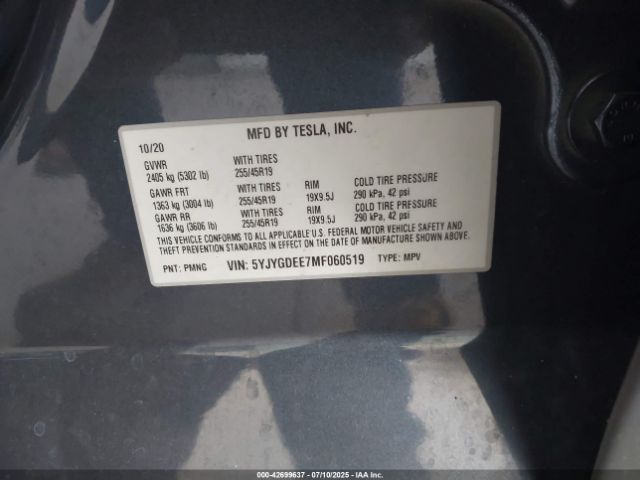 MFD BY TESLA, INC.
10/20
GVWR
2405 kg (5302 lb)
WITH TIRES
255/45R19
GAWR FRT
1363 kg (3004 lb)
WITH TIRES
255/45R19
RIM
19X9.5J
COLD TIRE PRESSURE
290 kPa, 42 psi
GAWR RR
1636 kg (3606 lb)
WITH TIRES
255/45R19
RIM
19X9.5J
COLD TIRE PRESSURE
290 kPa, 42 psi
THIS VEHICLE CONFORMS TO ALL APPLICABLE U.S. FEDERAL MOTOR VEHICLE SAFETY AND
THEFT PREVENTION STANDARDS IN EFFECT ON THE DATE OF MANUFACTURE SHOWN ABOVE.
PNT: PMNG VIN: 5YJYGDEE7MF060519 TYPE: MPV
000-42699637 - 07/10/2025 - IAA Inc.